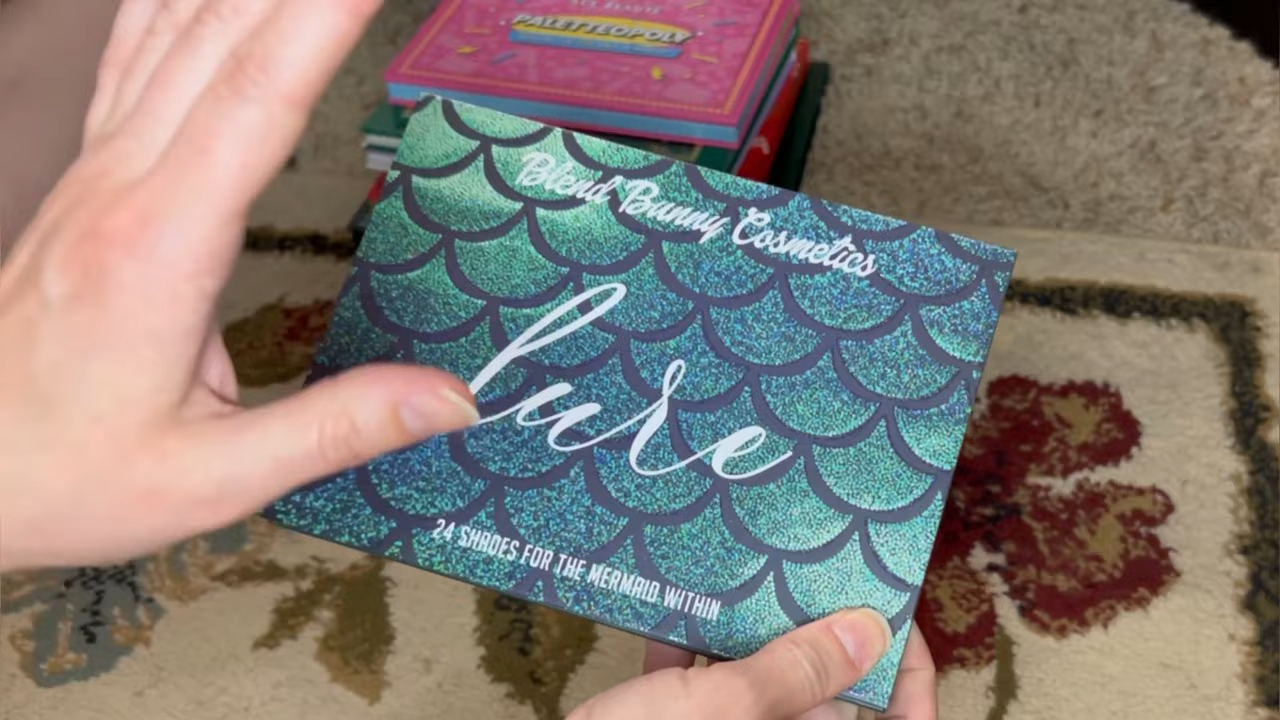 PALETTEOPOLY
Blend Bunny Cosmetics
lure
24 SHADES FOR THE MERMAID WITHIN